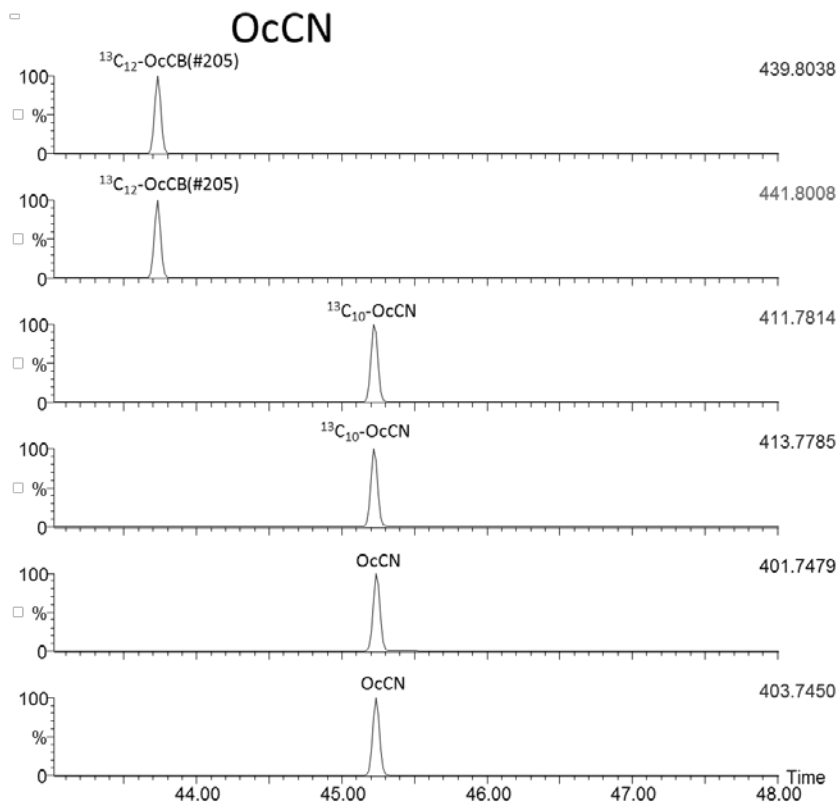 OcCN
¹³C₁₂-OcCB(#205)
439.8038
100
%
0
¹³C₁₂-OcCB(#205)
441.8008
100
%
0
¹³C₁₀-OcCN
411.7814
100
%
0
¹³C₁₀-OcCN
413.7785
100
%
0
OcCN
401.7479
100
%
0
OcCN
403.7450
100
%
0
Time
44.00 45.00 46.00 47.00 48.00